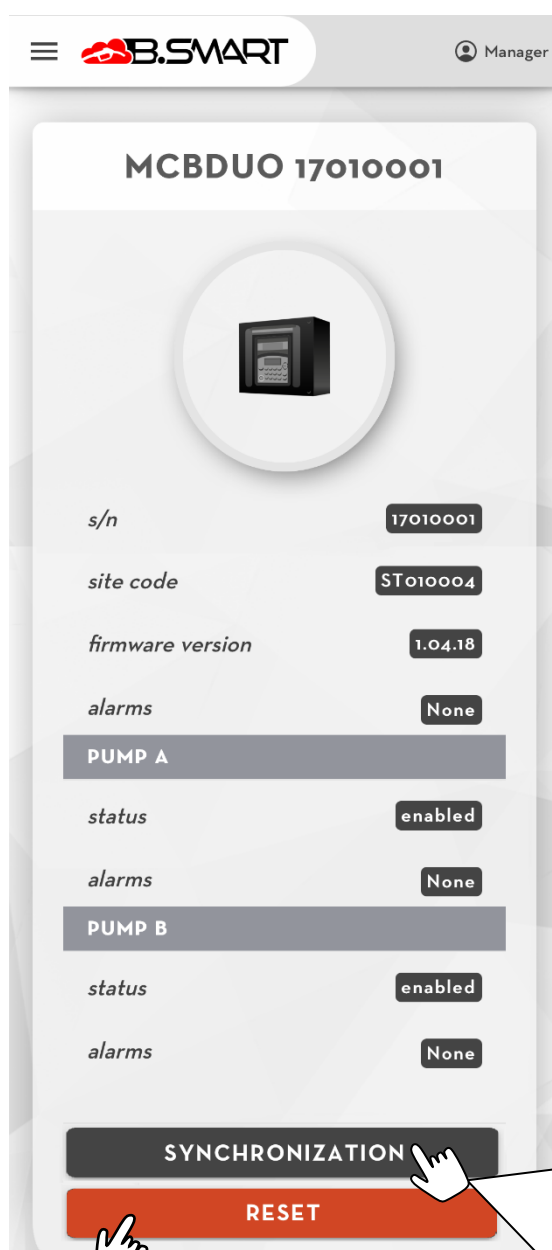 B.SMART
Manager
MCBDUO 17010001
s/n 17010001
site code ST010004
firmware version 1.04.18
alarms None
PUMP A
status enabled
alarms None
PUMP B
status enabled
alarms None
SYNCHRONIZATION
RESET